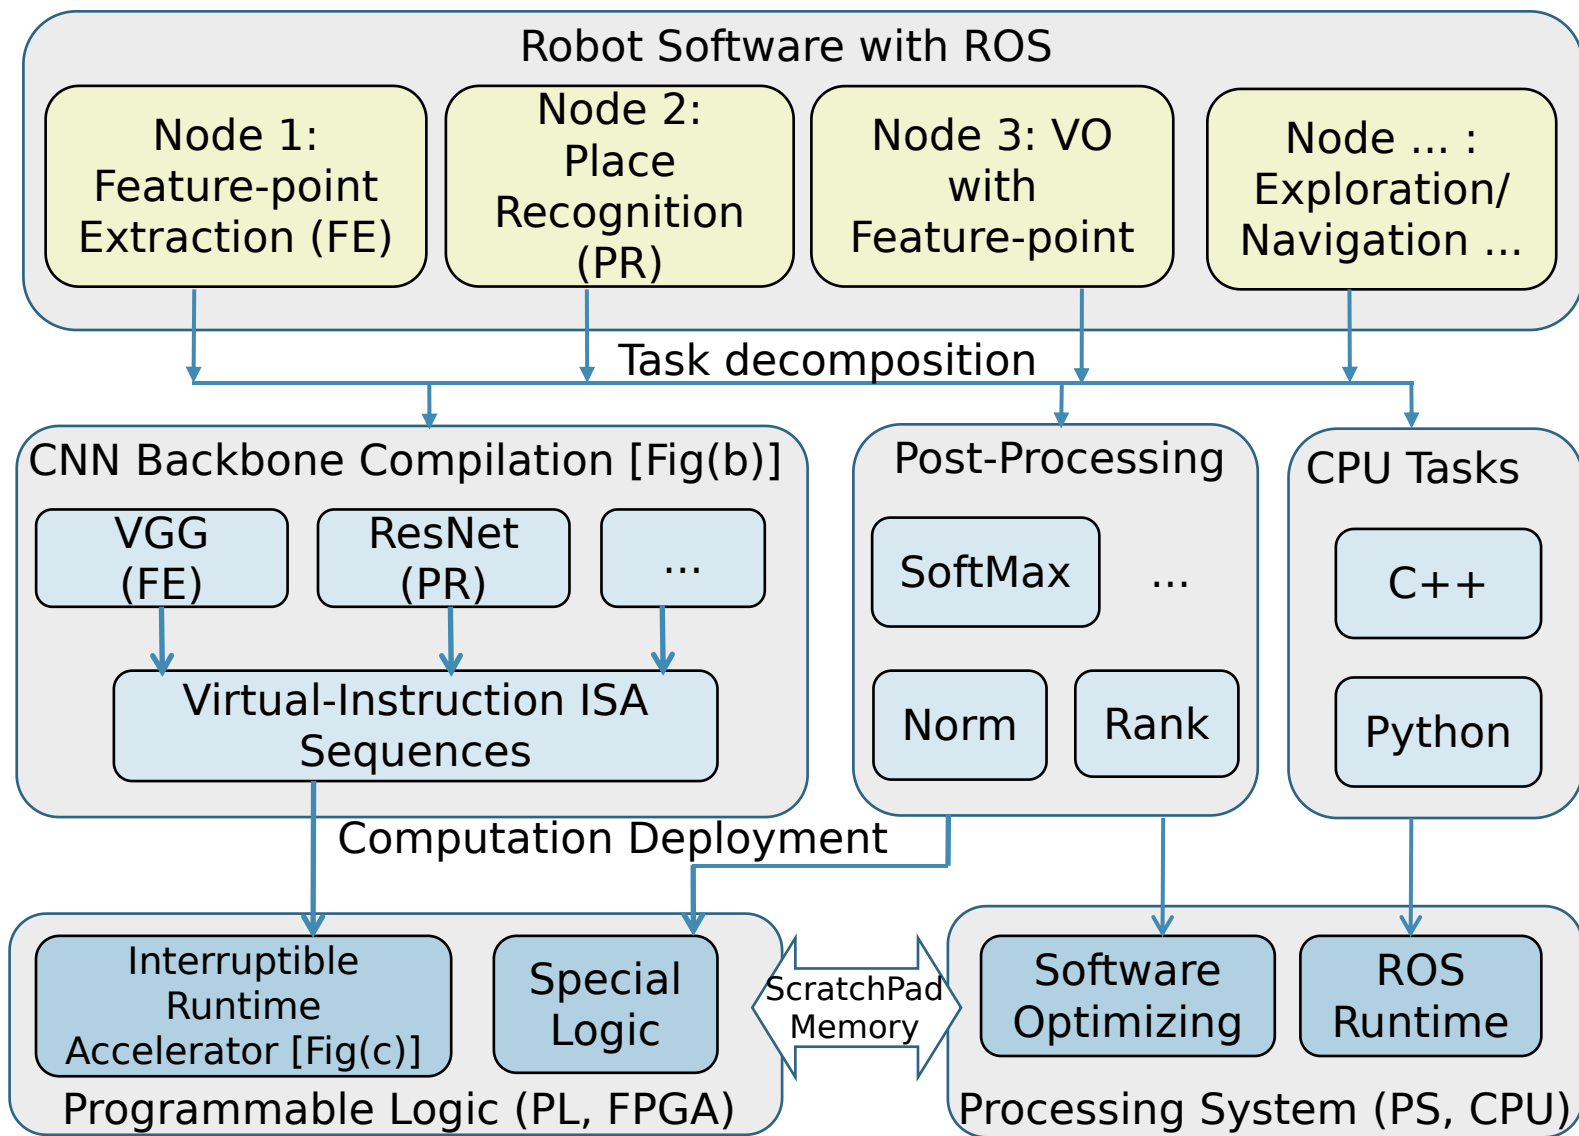 Robot Software with ROS
Node 1:
Feature-point
Extraction (FE)
Node 2:
Place
Recognition
(PR)
Node 3: VO
with
Feature-point
Node ... :
Exploration/
Navigation ...
Task decomposition
CNN Backbone Compilation [Fig(b)]
VGG
(FE)
ResNet
(PR)
...
Virtual-Instruction ISA
Sequences
Post-Processing
SoftMax
...
Norm
Rank
CPU Tasks
C++
Python
Computation Deployment
Interruptible
Runtime
Accelerator [Fig(c)]
Special
Logic
Programmable Logic (PL, FPGA)
ScratchPad
Memory
Software
Optimizing
ROS
Runtime
Processing System (PS, CPU)